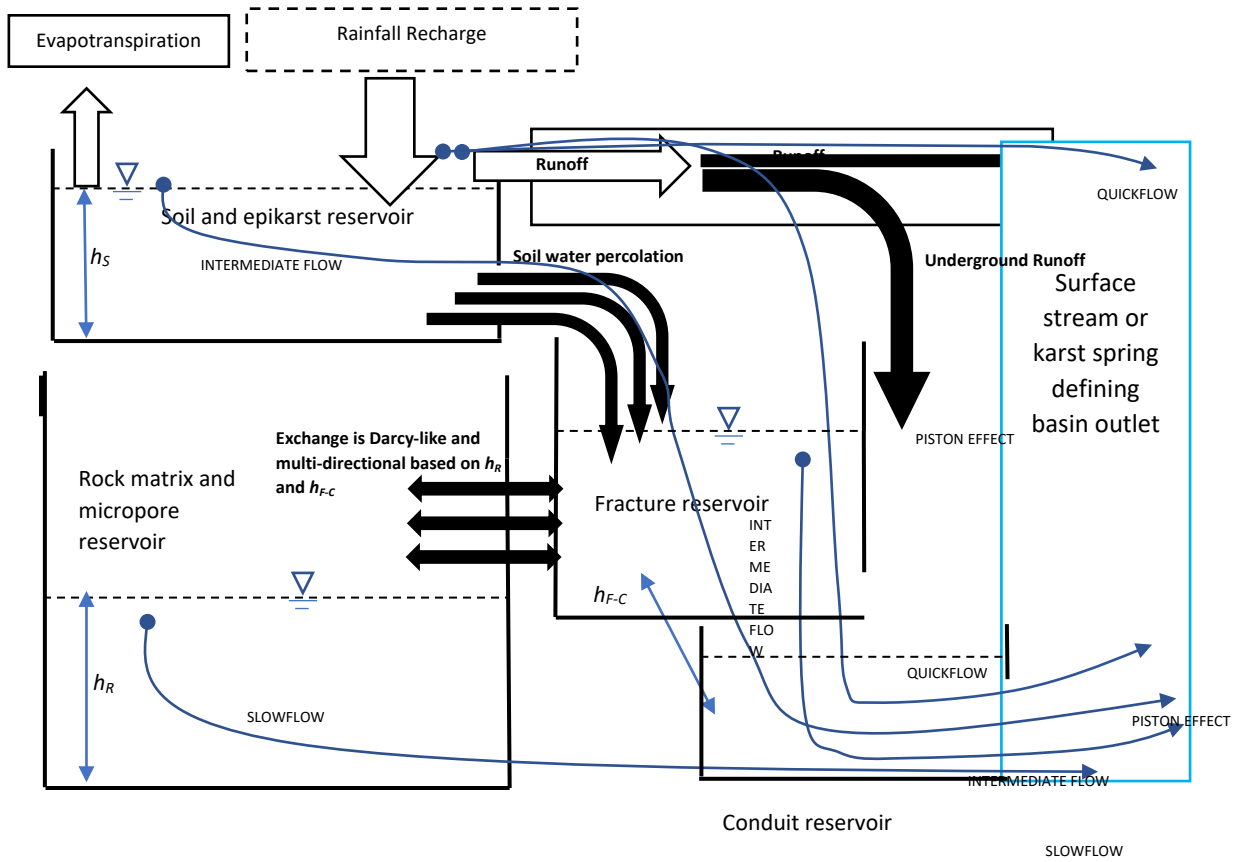 Evapotranspiration
Rainfall Recharge
Runoff
Runoff
QUICKFLOW
Soil and epikarst reservoir
hS
INTERMEDIATE FLOW
Soil water percolation
Underground Runoff
Surface
stream or
karst spring
defining
basin outlet
PISTON EFFECT
Exchange is Darcy-like and
multi-directional based on hR
and hF-C
Rock matrix and
micropore
reservoir
Fracture reservoir
INT
ER
ME
DIA
TE
FLO
W
hF-C
QUICKFLOW
hR
SLOWFLOW
PISTON EFFECT
INTERMEDIATE FLOW
Conduit reservoir
SLOWFLOW